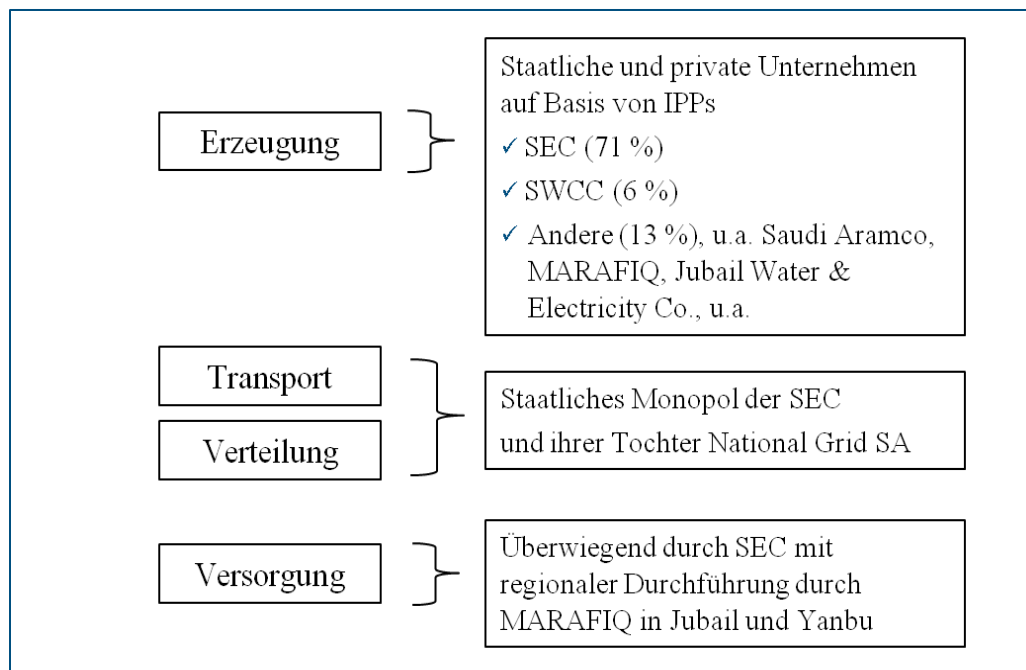 Erzeugung
Staatliche und private Unternehmen
auf Basis von IPPs
✓ SEC (71 %)
✓ SWCC (6 %)
✓ Andere (13 %), u.a. Saudi Aramco,
MARAFIQ, Jubail Water &
Electricity Co., u.a.
Transport
Verteilung
Staatliches Monopol der SEC
und ihrer Tochter National Grid SA
Versorgung
Überwiegend durch SEC mit
regionaler Durchführung durch
MARAFIQ in Jubail und Yanbu